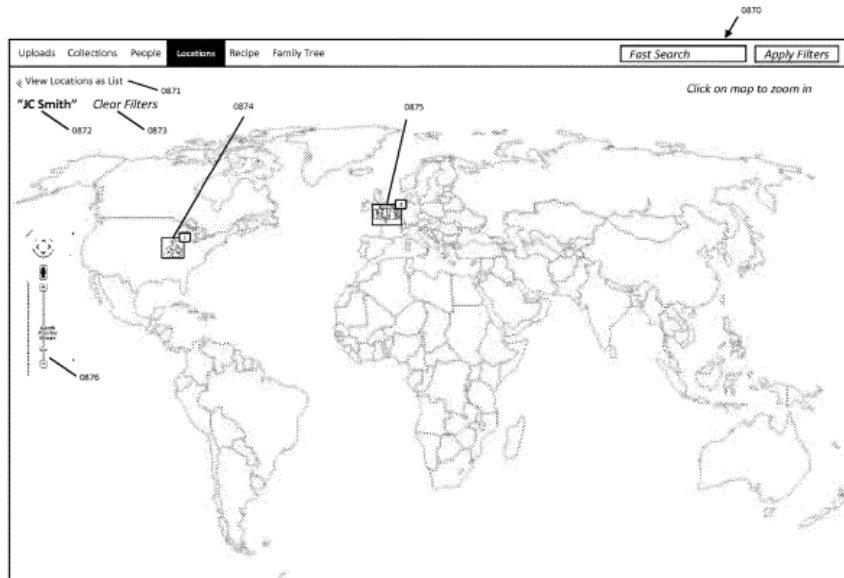 0870
Uploads Collections People Locations Recipe Family Tree Fast Search Apply Filters
View Locations as List 0871 Click on map to zoom in
"JC Smith" Clear Filters 0874 0875
0872 0873
0876